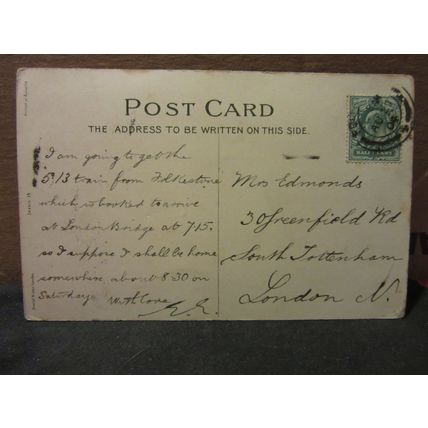 POST CARD
THE ADDRESS TO BE WRITTEN ON THIS SIDE.
I am going to get the
5.13 train from Folkestone
which is booked to arrive
at London Bridge at 7.15.
so I suppose I shall be home
somewhere about 8.30 on
Saturday
With love
E.E.
HALFPENNY
Mrs Edmonds
30 Greenfield Rd
South Tottenham
London N.